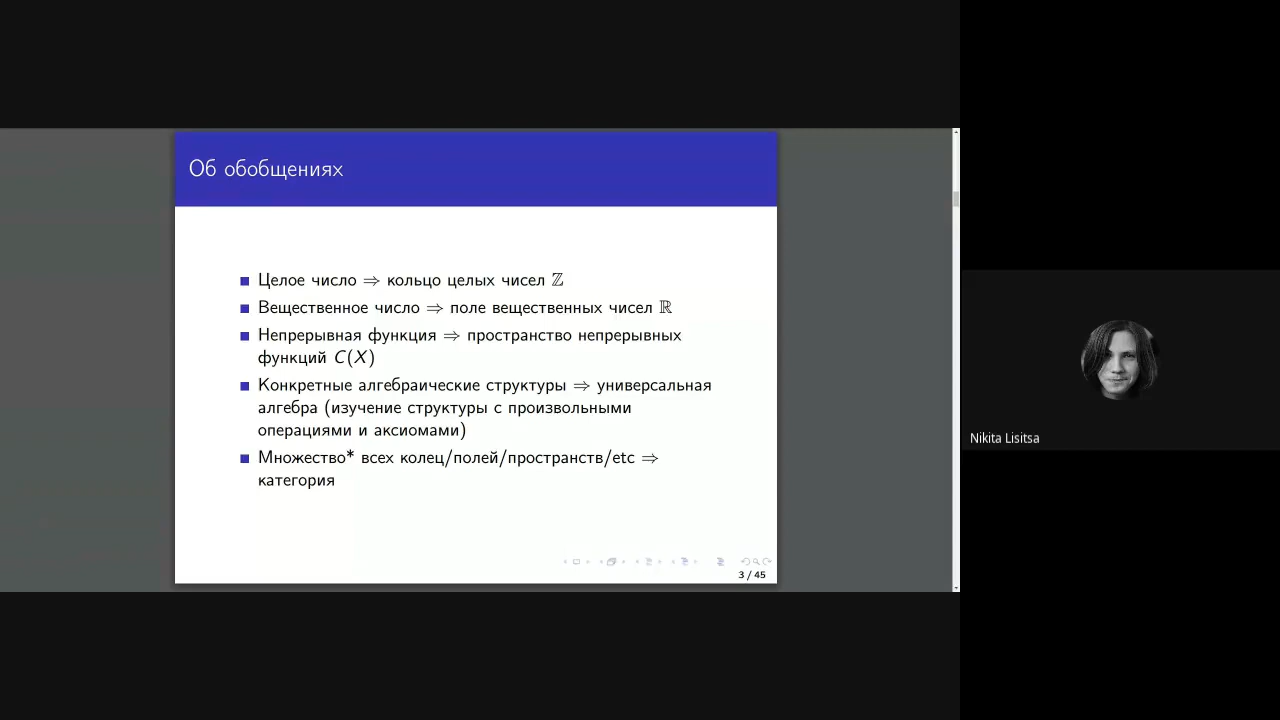 Об обобщениях
Целое число ⇒ кольцо целых чисел ℤ
Вещественное число ⇒ поле вещественных чисел ℝ
Непрерывная функция ⇒ пространство непрерывных
функций C(X)
Конкретные алгебраические структуры ⇒ универсальная
алгебра (изучение структуры с произвольными
операциями и аксиомами)
Множество* всех колец/полей/пространств/etc ⇒
категория
3 / 45
Nikita Lisitsa